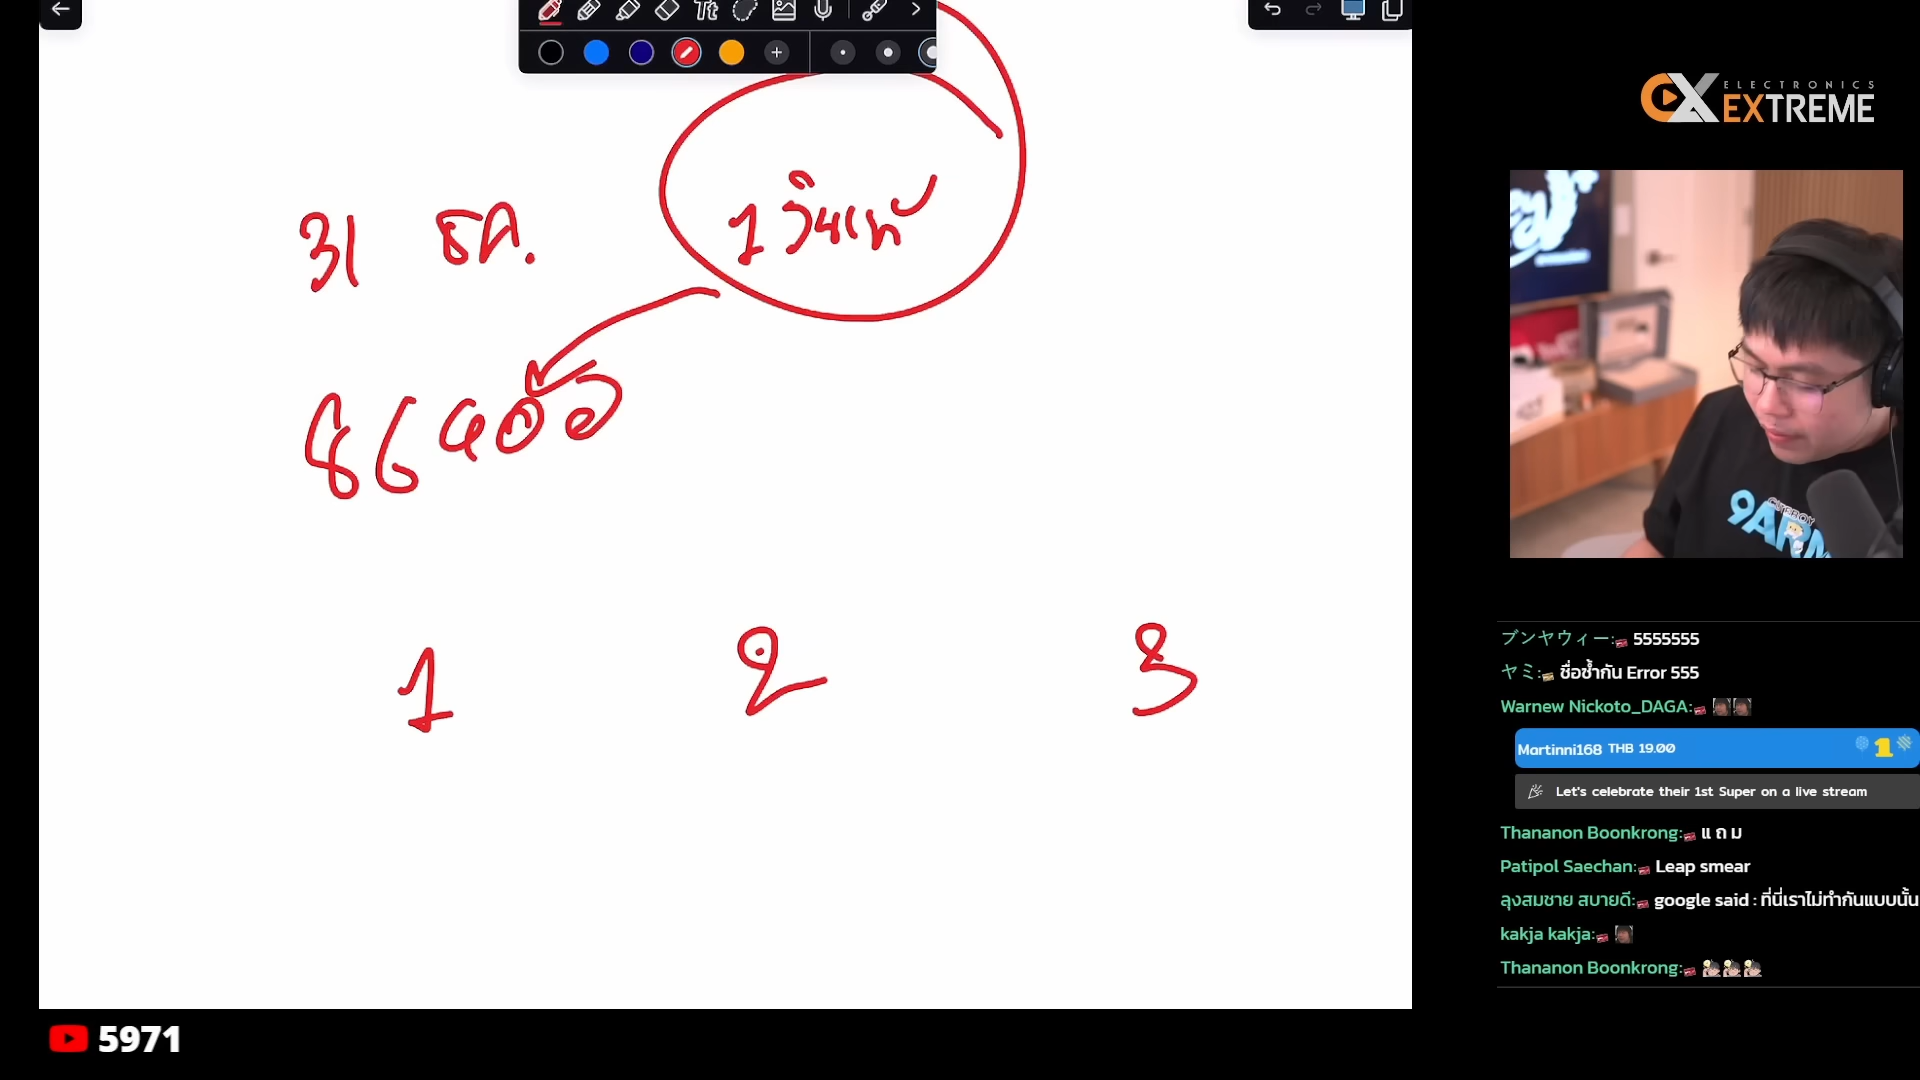 Tt
ELECTRONICS
EXTREME
31 ธค.
1 วินาที
86400
1 2 3
9ARM
ブンヤウィー: 5555555
ヤミ: ชื่อซ้ำกัน Error 555
Warnew Nickoto_DAGA:
Martinni168 THB 19.00
1
Let's celebrate their 1st Super on a live stream
Thananon Boonkrong: แ ถ ม
Patipol Saechan: Leap smear
ลุงสมชาย สบายดี: google said : ที่นี่เราไม่ทำกันแบบนั้น
kakja kakja:
Thananon Boonkrong:
5971